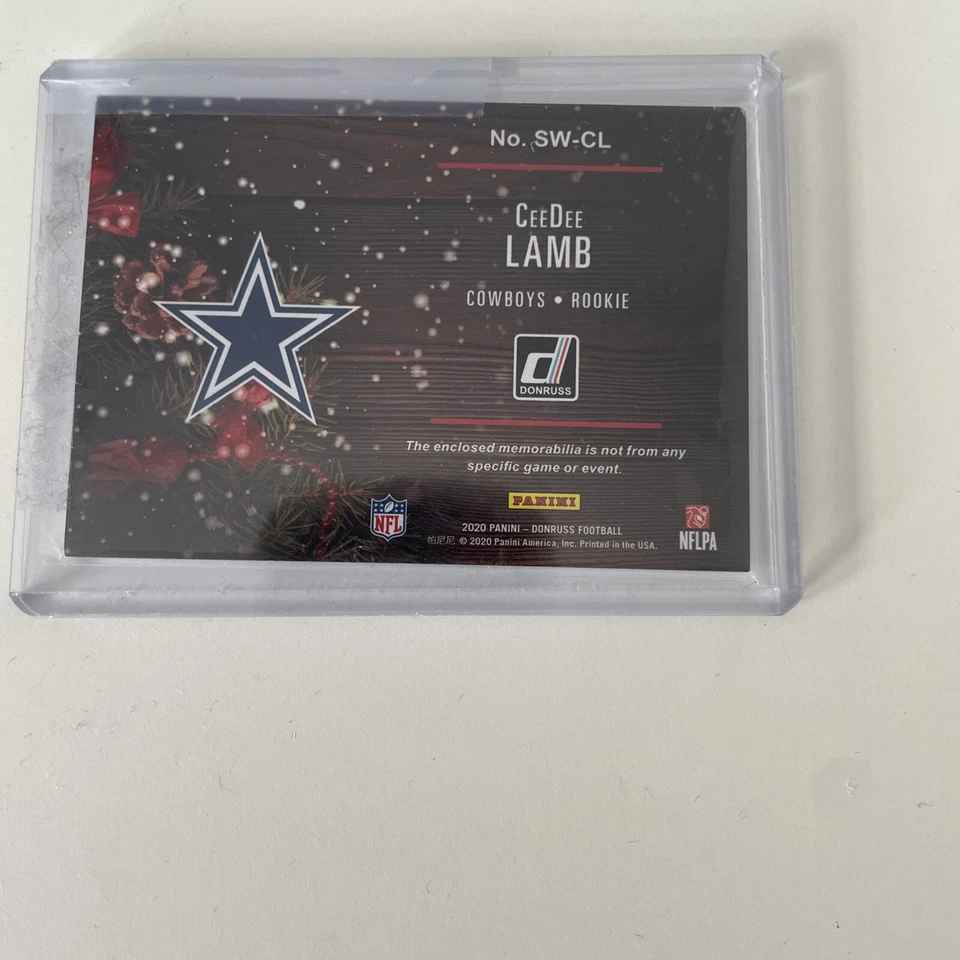 No. SW-CL
CEEDEE
LAMB
COWBOYS • ROOKIE
DONRUSS
The enclosed memorabilia is not from any
specific game or event.
PANINI
NFL
2020 PANINI – DONRUSS FOOTBALL
帕尼尼 © 2020 Panini America, Inc. Printed in the USA.
NFLPA